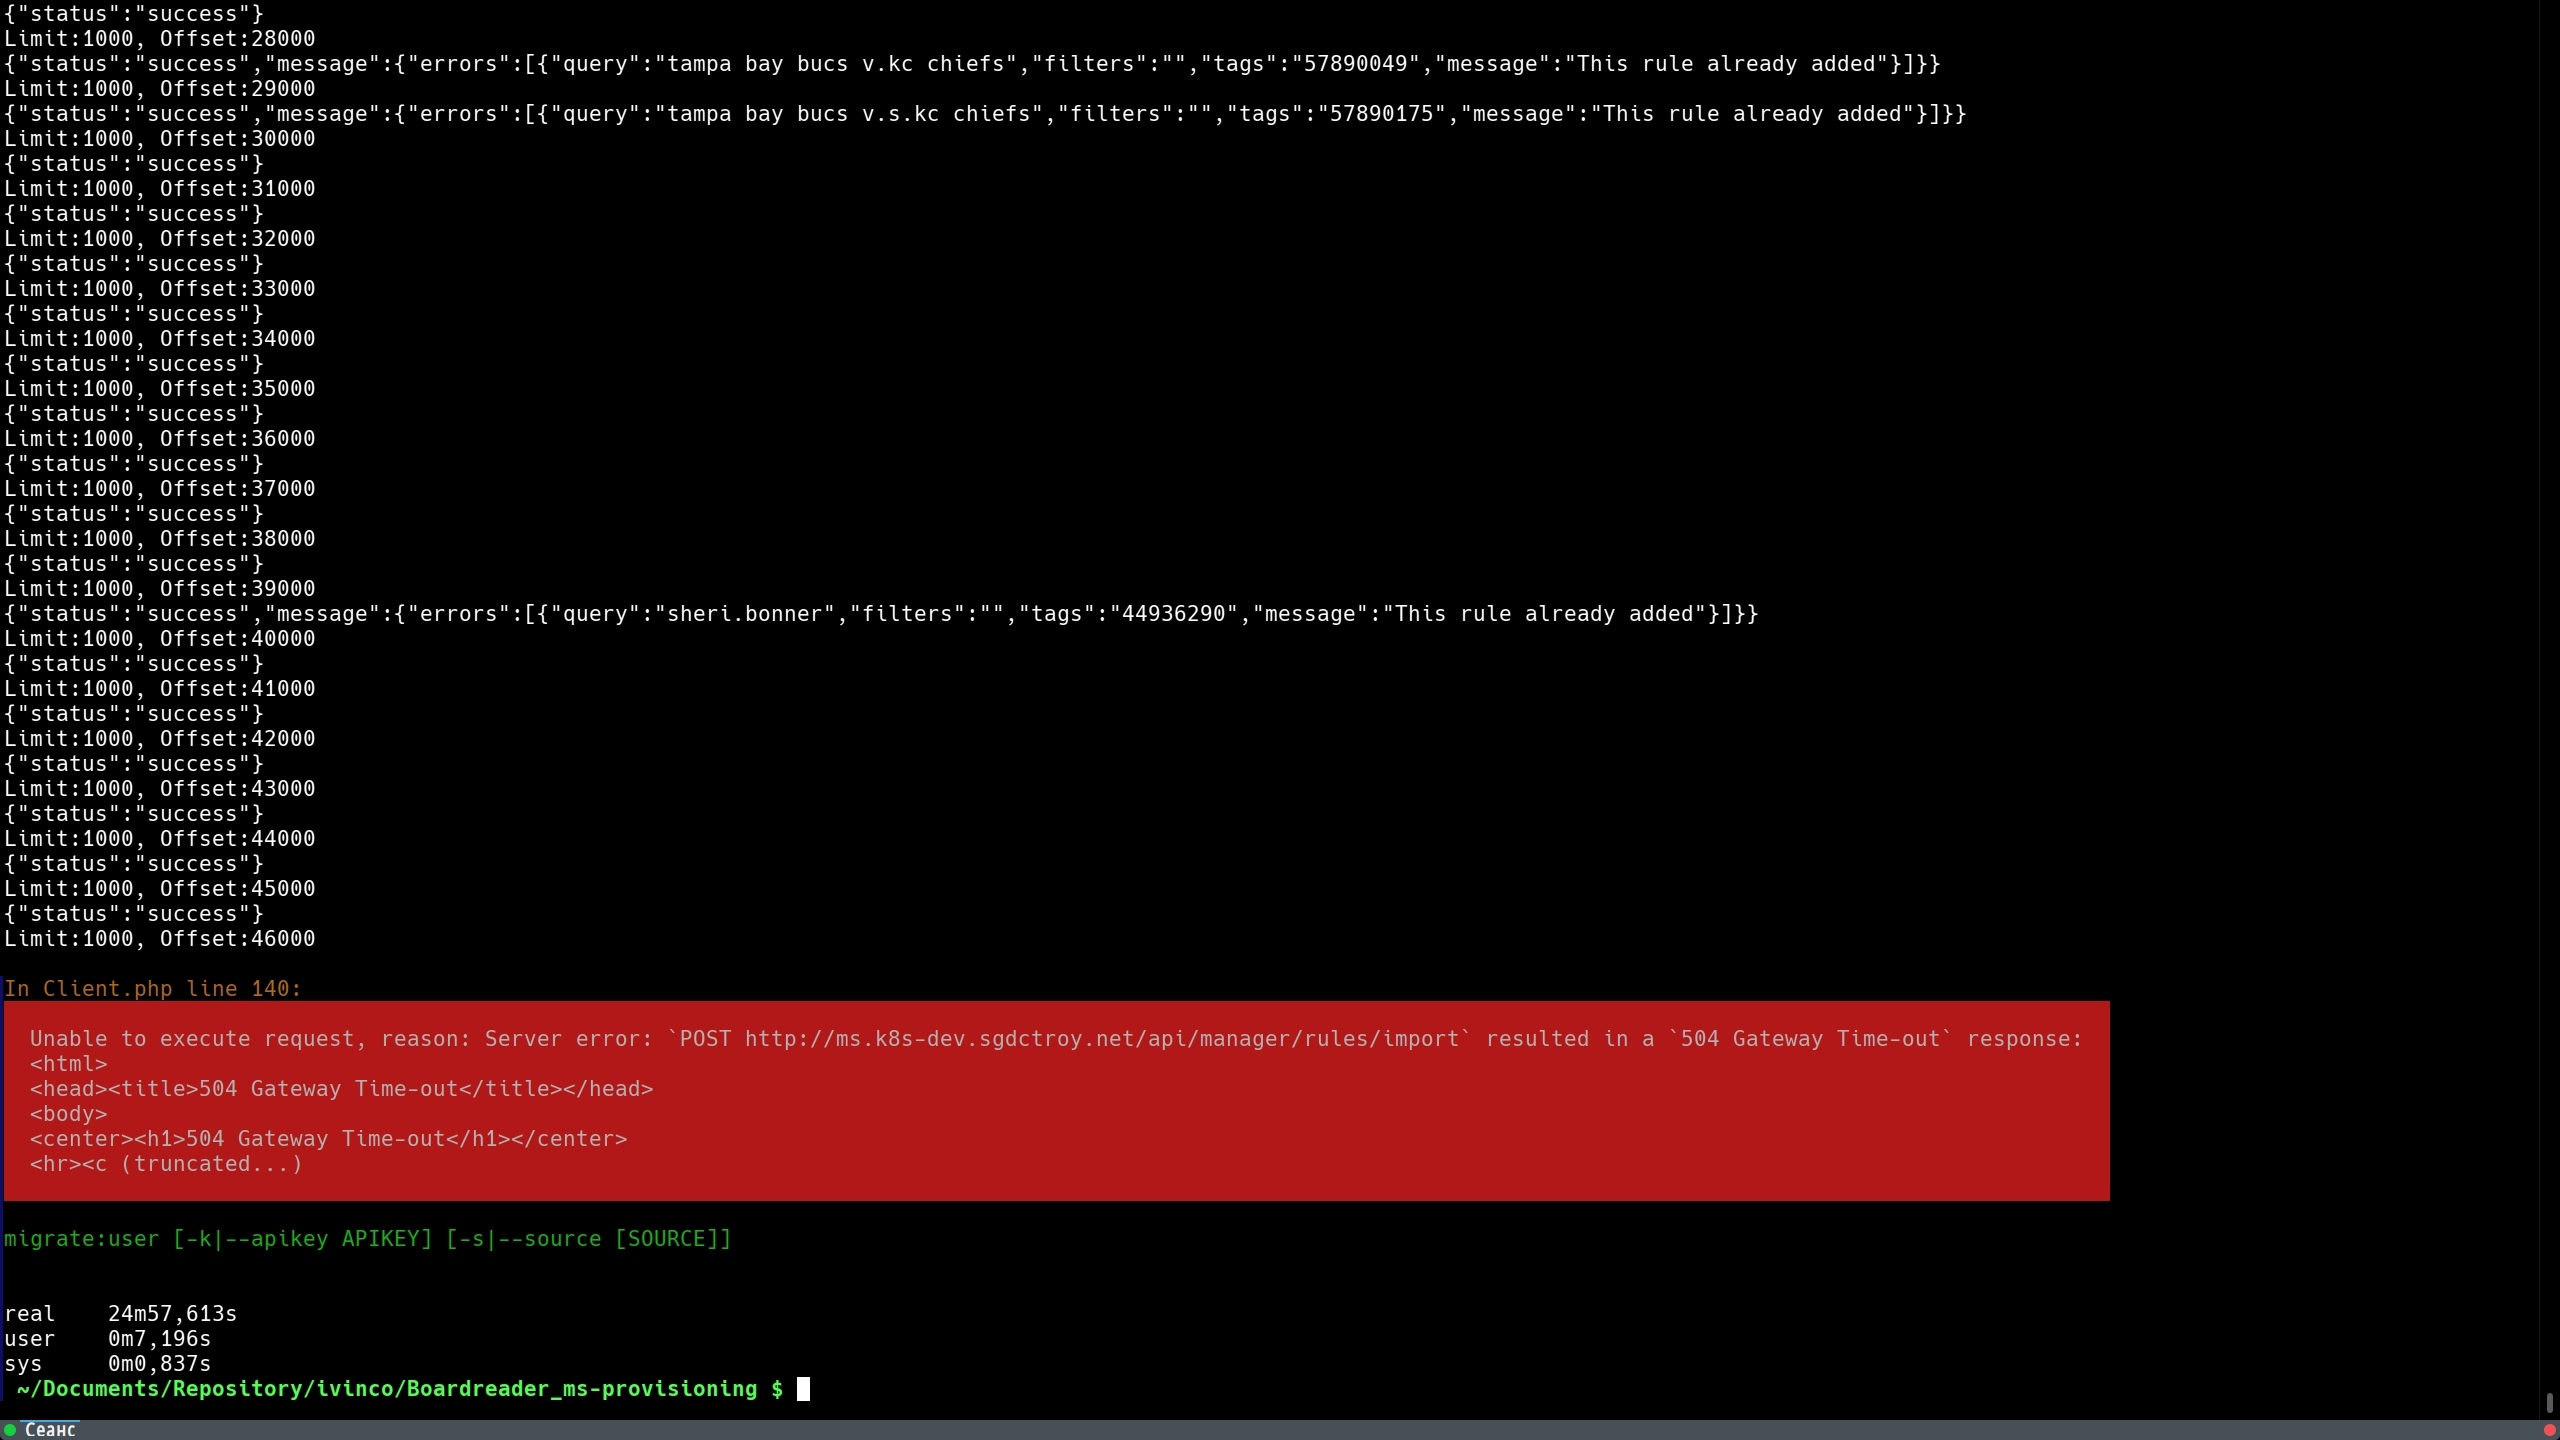 {"status":"success"}
Limit:1000, Offset:28000
{"status":"success","message":{"errors":[{"query":"tampa bay bucs v.kc chiefs","filters":"","tags":"57890049","message":"This rule already added"}]}}
Limit:1000, Offset:29000
{"status":"success","message":{"errors":[{"query":"tampa bay bucs v.s.kc chiefs","filters":"","tags":"57890175","message":"This rule already added"}]}}
Limit:1000, Offset:30000
{"status":"success"}
Limit:1000, Offset:31000
{"status":"success"}
Limit:1000, Offset:32000
{"status":"success"}
Limit:1000, Offset:33000
{"status":"success"}
Limit:1000, Offset:34000
{"status":"success"}
Limit:1000, Offset:35000
{"status":"success"}
Limit:1000, Offset:36000
{"status":"success"}
Limit:1000, Offset:37000
{"status":"success"}
Limit:1000, Offset:38000
{"status":"success"}
Limit:1000, Offset:39000
{"status":"success","message":{"errors":[{"query":"sheri.bonner","filters":"","tags":"44936290","message":"This rule already added"}]}}
Limit:1000, Offset:40000
{"status":"success"}
Limit:1000, Offset:41000
{"status":"success"}
Limit:1000, Offset:42000
{"status":"success"}
Limit:1000, Offset:43000
{"status":"success"}
Limit:1000, Offset:44000
{"status":"success"}
Limit:1000, Offset:45000
{"status":"success"}
Limit:1000, Offset:46000
In Client.php line 140:
Unable to execute request, reason: Server error: `POST http://ms.k8s-dev.sgdctroy.net/api/manager/rules/import` resulted in a `504 Gateway Time-out` response:
<html>
<head><title>504 Gateway Time-out</title></head>
<body>
<center><h1>504 Gateway Time-out</h1></center>
<hr><c (truncated...)
migrate:user [-k|--apikey APIKEY] [-s|--source [SOURCE]]
real 24m57,613s
user 0m7,196s
sys 0m0,837s
~/Documents/Repository/ivinco/Boardreader_ms-provisioning $
Сеанс